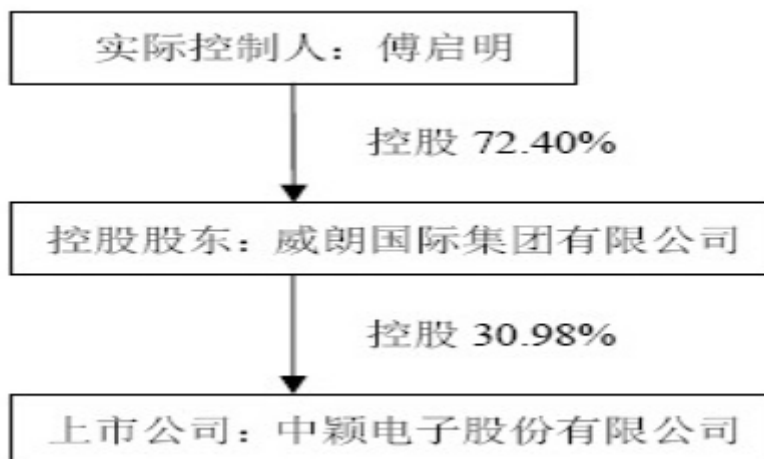 实际控制人：傅启明
控股 72.40%
控股股东：威朗国际集团有限公司
控股 30.98%
上市公司：中颖电子股份有限公司